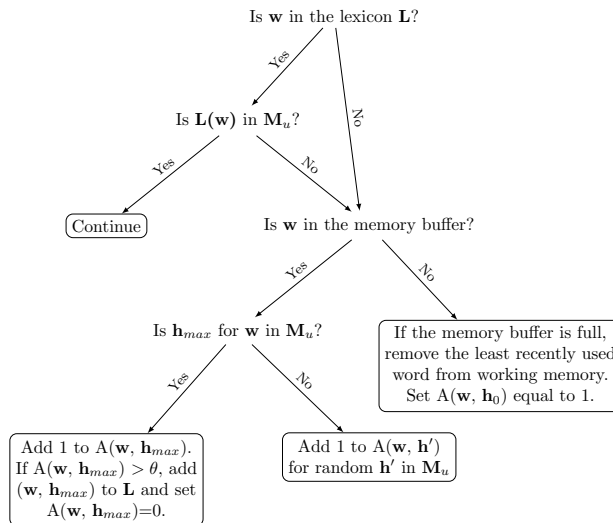 Is w in the lexicon L?
Yes
No
Is L(w) in M_u?
Yes
No
Continue
Is w in the memory buffer?
Yes
No
Is h_max for w in M_u?
If the memory buffer is full,
remove the least recently used
word from working memory.
Set A(w, h_0) equal to 1.
Yes
No
Add 1 to A(w, h_max).
If A(w, h_max) > θ, add
(w, h_max) to L and set
A(w, h_max)=0.
Add 1 to A(w, h′)
for random h′ in M_u